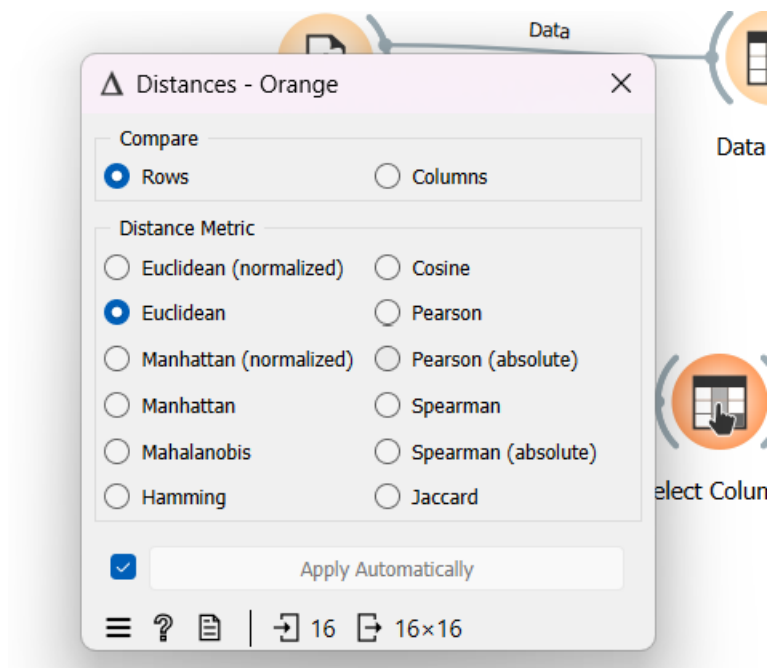 Data
Distances - Orange
Data
Compare
Rows
Columns
Distance Metric
Euclidean (normalized)
Cosine
Euclidean
Pearson
Manhattan (normalized)
Pearson (absolute)
Manhattan
Spearman
Mahalanobis
Spearman (absolute)
Hamming
Jaccard
elect Colum
Apply Automatically
16
16×16